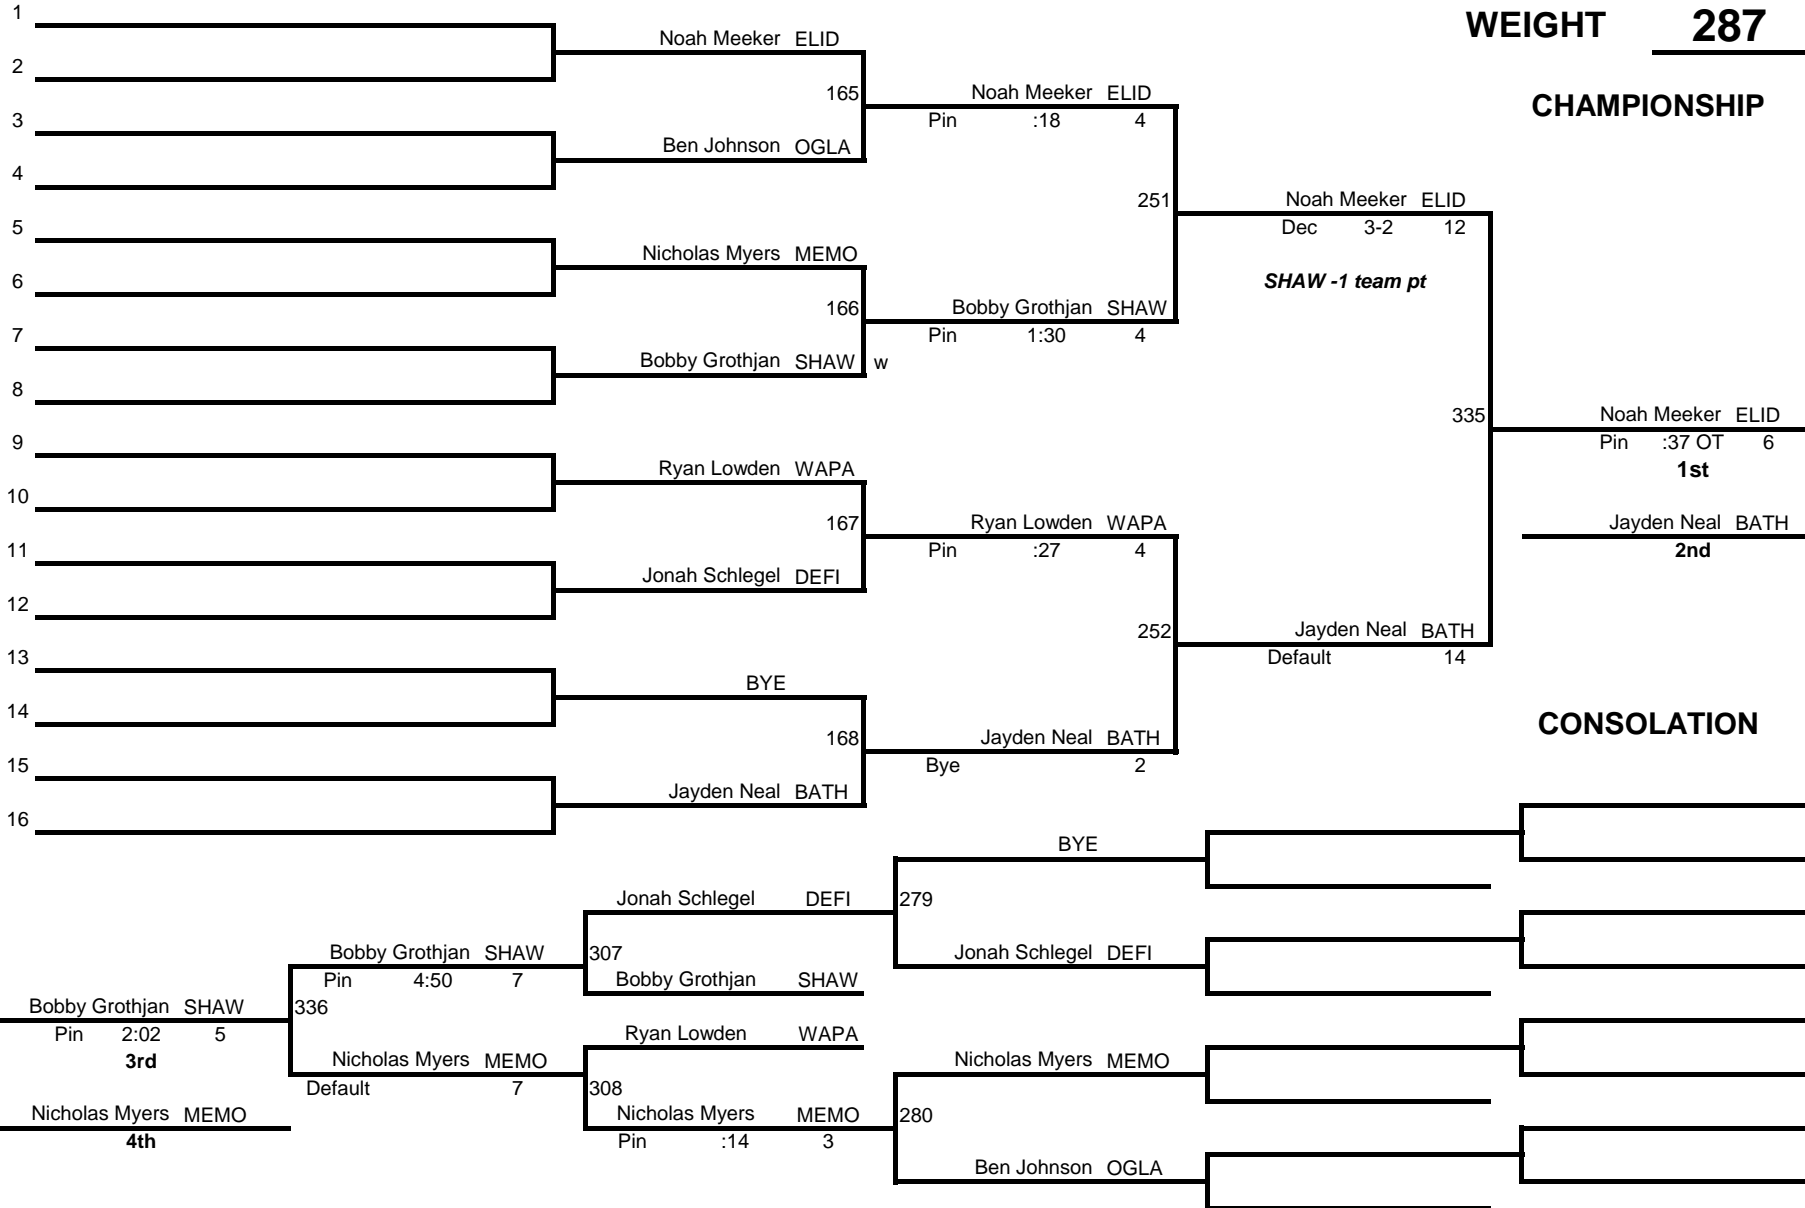 WEIGHT 287
CHAMPIONSHIP
1
2
3
4
5
6
7
8
9
10
11
12
13
14
15
16
Noah Meeker ELID
165
Ben Johnson OGLA
Nicholas Myers MEMO
166
Bobby Grothjan SHAW w
Ryan Lowden WAPA
167
Jonah Schlegel DEFI
BYE
168
Jayden Neal BATH
Noah Meeker ELID
Pin :18 4
251
Bobby Grothjan SHAW
Pin 1:30 4
Ryan Lowden WAPA
Pin :27 4
252
Jayden Neal BATH
Bye 2
Noah Meeker ELID
Dec 3-2 12
SHAW -1 team pt
335
Jayden Neal BATH
Default 14
Noah Meeker ELID
Pin :37 OT 6
1st
Jayden Neal BATH
2nd
CONSOLATION
BYE
279
Jonah Schlegel DEFI
Nicholas Myers MEMO
280
Ben Johnson OGLA
Jonah Schlegel DEFI
307
Bobby Grothjan SHAW
Ryan Lowden WAPA
308
Nicholas Myers MEMO
Pin :14 3
Bobby Grothjan SHAW
Pin 4:50 7
336
Nicholas Myers MEMO
Default 7
Bobby Grothjan SHAW
Pin 2:02 5
3rd
Nicholas Myers MEMO
4th